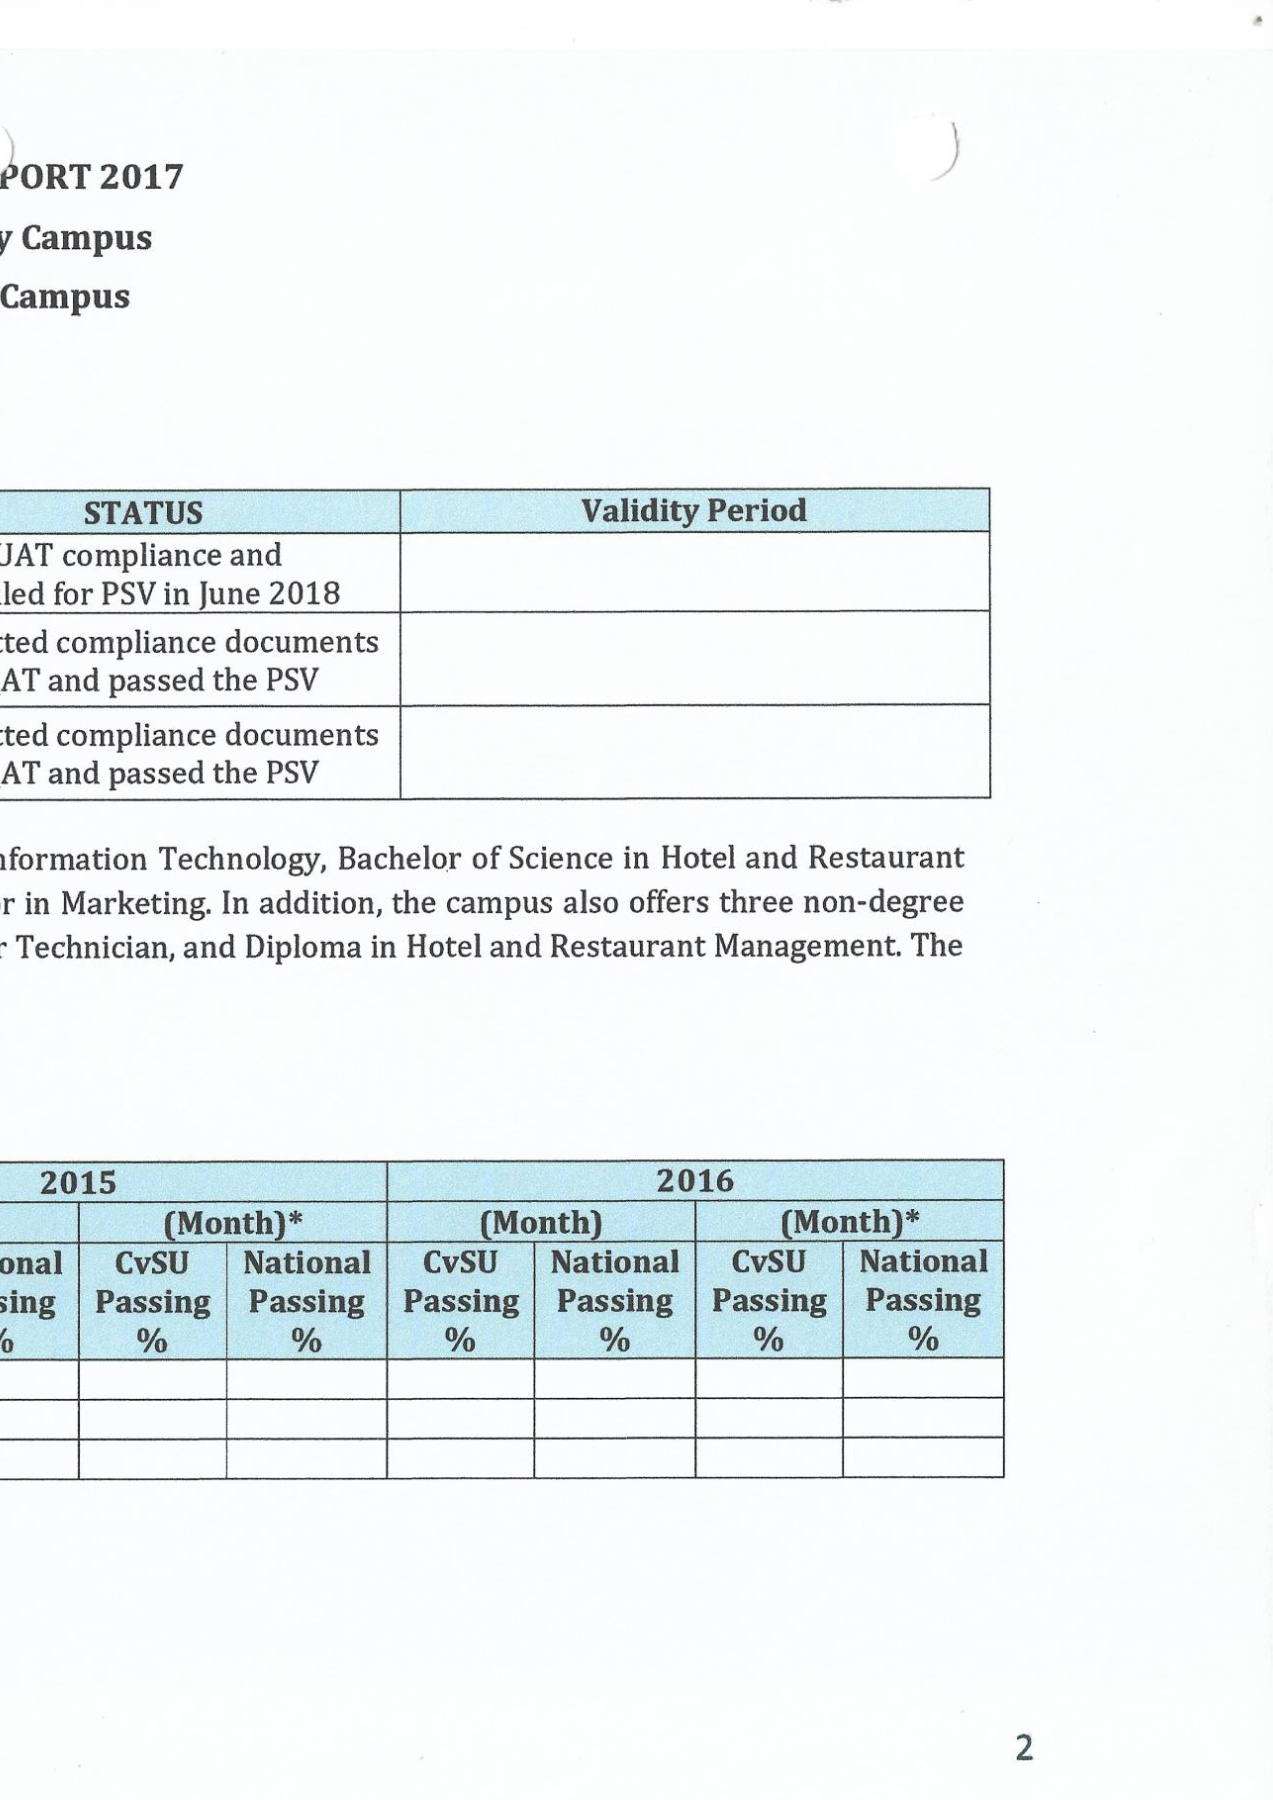 PORT 2017
y Campus
Campus
STATUS Validity Period
UAT compliance and
led for PSV in June 2018
tted compliance documents
AT and passed the PSV
tted compliance documents
AT and passed the PSV
nformation Technology, Bachelor of Science in Hotel and Restaurant
r in Marketing. In addition, the campus also offers three non-degree
r Technician, and Diploma in Hotel and Restaurant Management. The
2015 2016
(Month)* (Month) (Month)*
onal CvSU National CvSU National CvSU National
sing Passing Passing Passing Passing Passing Passing
% % % % % % %
2